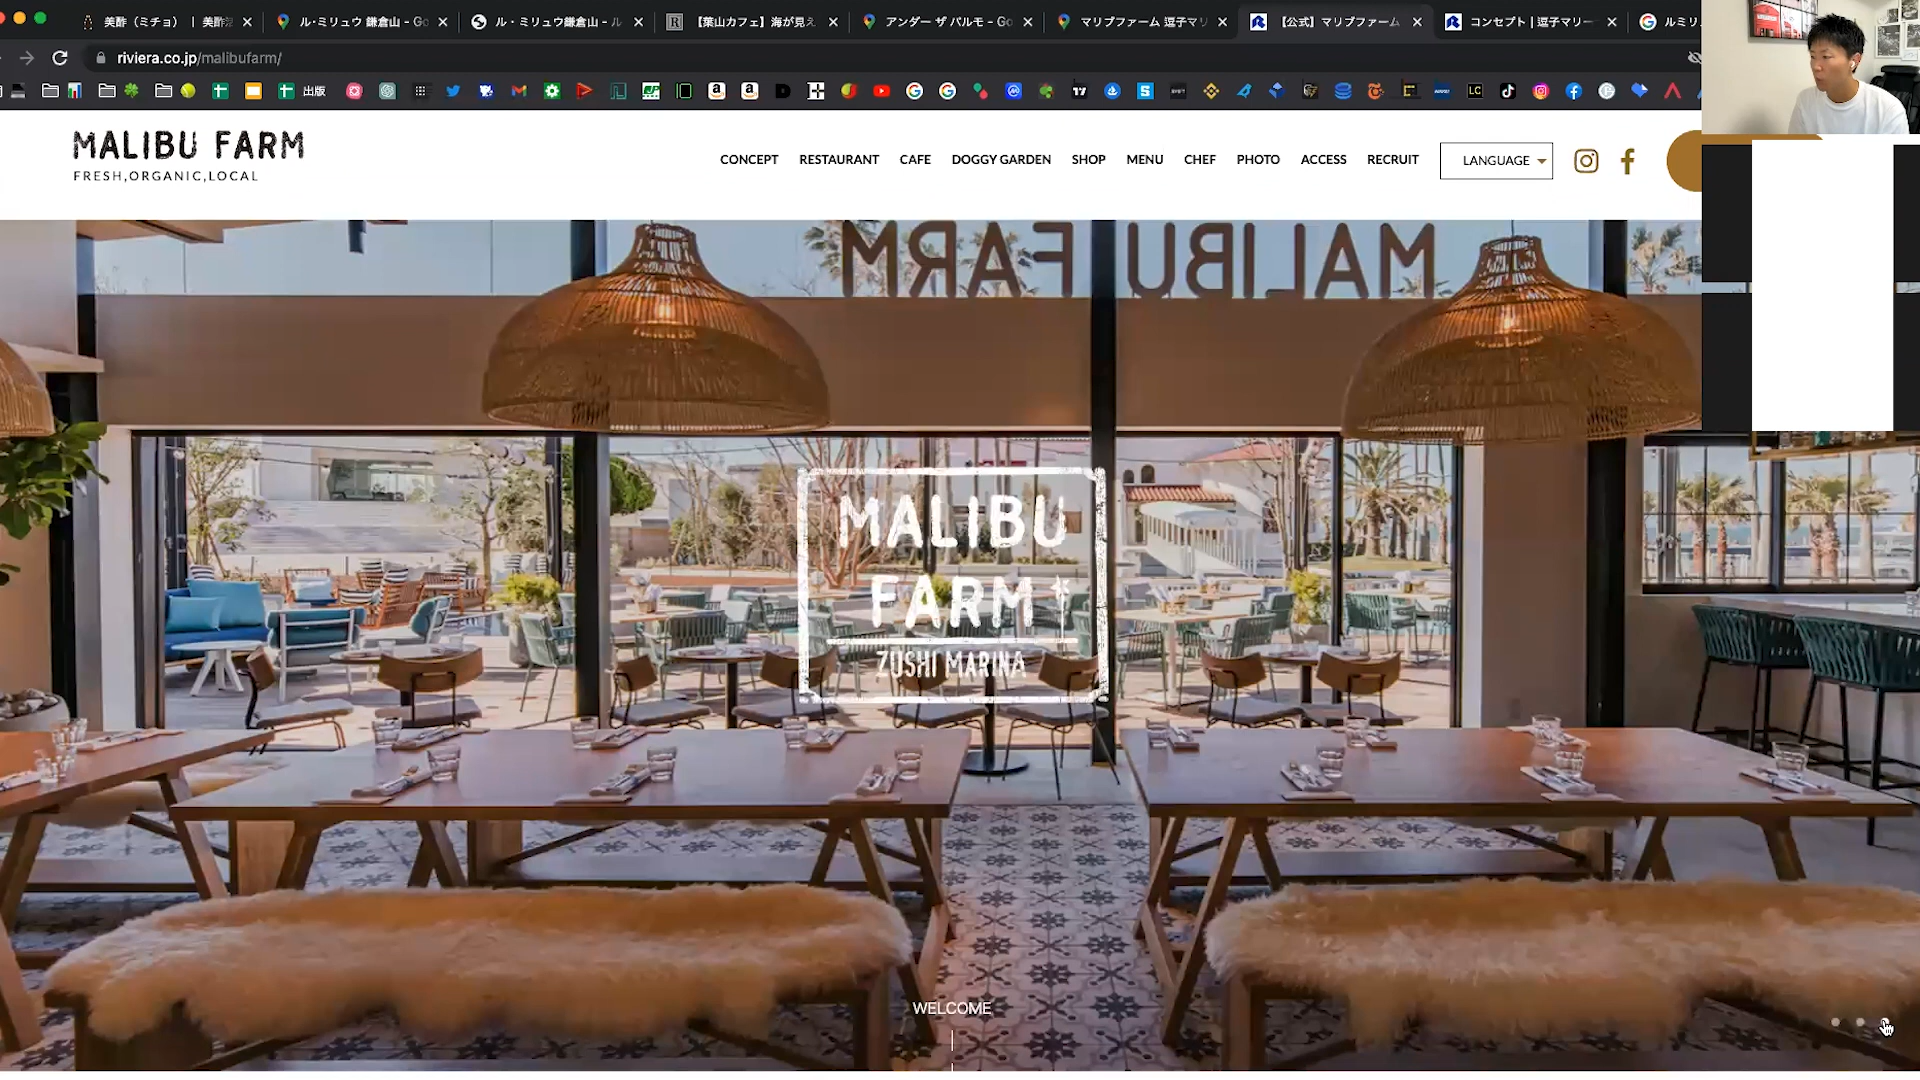 美酢（ミチョ）｜ 美酢
ル･ミリュウ 鎌倉山 - Go
ル・ミリュウ鎌倉山 - ル
【葉山カフェ】海が見え
アンダー ザ パルモ - Go
マリブファーム 逗子マリ
【公式】マリブファーム
コンセプト | 逗子マリー
ルミリ
riviera.co.jp/malibufarm/
出版
MALIBU FARM
FRESH,ORGANIC,LOCAL
CONCEPT RESTAURANT CAFE DOGGY GARDEN SHOP MENU CHEF PHOTO ACCESS RECRUIT LANGUAGE
MALIBU FARM
MALIBU
FARM
ZUSHI MARINA
WELCOME